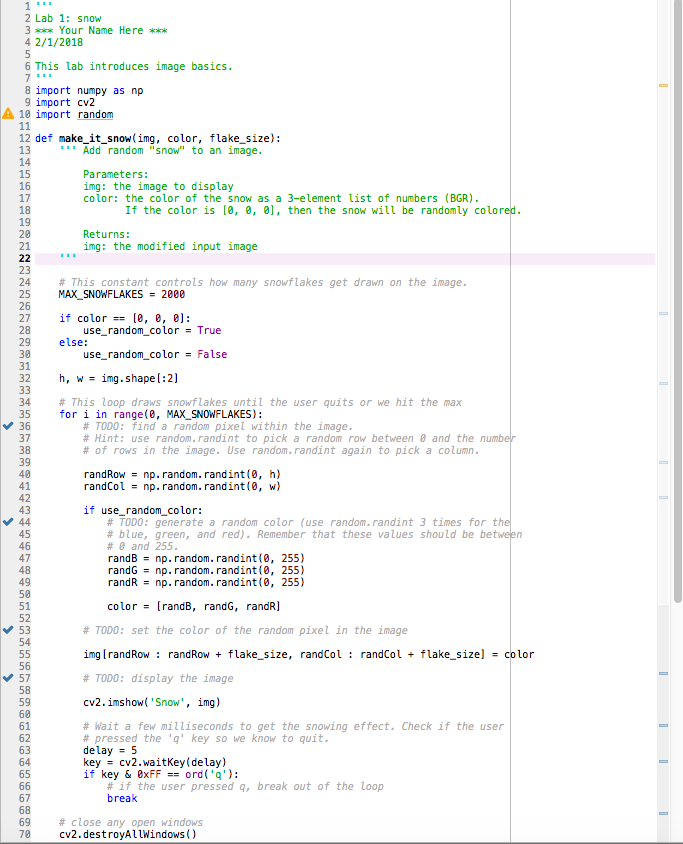 1 '''
2 Lab 1: snow
3 *** Your Name Here ***
4 2/1/2018
5
6 This lab introduces image basics.
7 '''
8 import numpy as np
9 import cv2
10 import random
11
12 def make_it_snow(img, color, flake_size):
13     ''' Add random "snow" to an image.
14
15         Parameters:
16         img: the image to display
17         color: the color of the snow as a 3-element list of numbers (BGR).
18                If the color is [0, 0, 0], then the snow will be randomly colored.
19
20         Returns:
21         img: the modified input image
22     '''
23
24     # This constant controls how many snowflakes get drawn on the image.
25     MAX_SNOWFLAKES = 2000
26
27     if color == [0, 0, 0]:
28         use_random_color = True
29     else:
30         use_random_color = False
31
32     h, w = img.shape[:2]
33
34     # This loop draws snowflakes until the user quits or we hit the max
35     for i in range(0, MAX_SNOWFLAKES):
36         # TODO: find a random pixel within the image.
37         # Hint: use random.randint to pick a random row between 0 and the number
38         # of rows in the image. Use random.randint again to pick a column.
39
40         randRow = np.random.randint(0, h)
41         randCol = np.random.randint(0, w)
42
43         if use_random_color:
44             # TODO: generate a random color (use random.randint 3 times for the
45             # blue, green, and red). Remember that these values should be between
46             # 0 and 255.
47             randB = np.random.randint(0, 255)
48             randG = np.random.randint(0, 255)
49             randR = np.random.randint(0, 255)
50
51             color = [randB, randG, randR]
52
53         # TODO: set the color of the random pixel in the image
54
55         img[randRow : randRow + flake_size, randCol : randCol + flake_size] = color
56
57         # TODO: display the image
58
59         cv2.imshow('Snow', img)
60
61         # Wait a few milliseconds to get the snowing effect. Check if the user
62         # pressed the 'q' key so we know to quit.
63         delay = 5
64         key = cv2.waitKey(delay)
65         if key & 0xFF == ord('q'):
66             # if the user pressed q, break out of the loop
67             break
68
69     # close any open windows
70     cv2.destroyAllWindows()